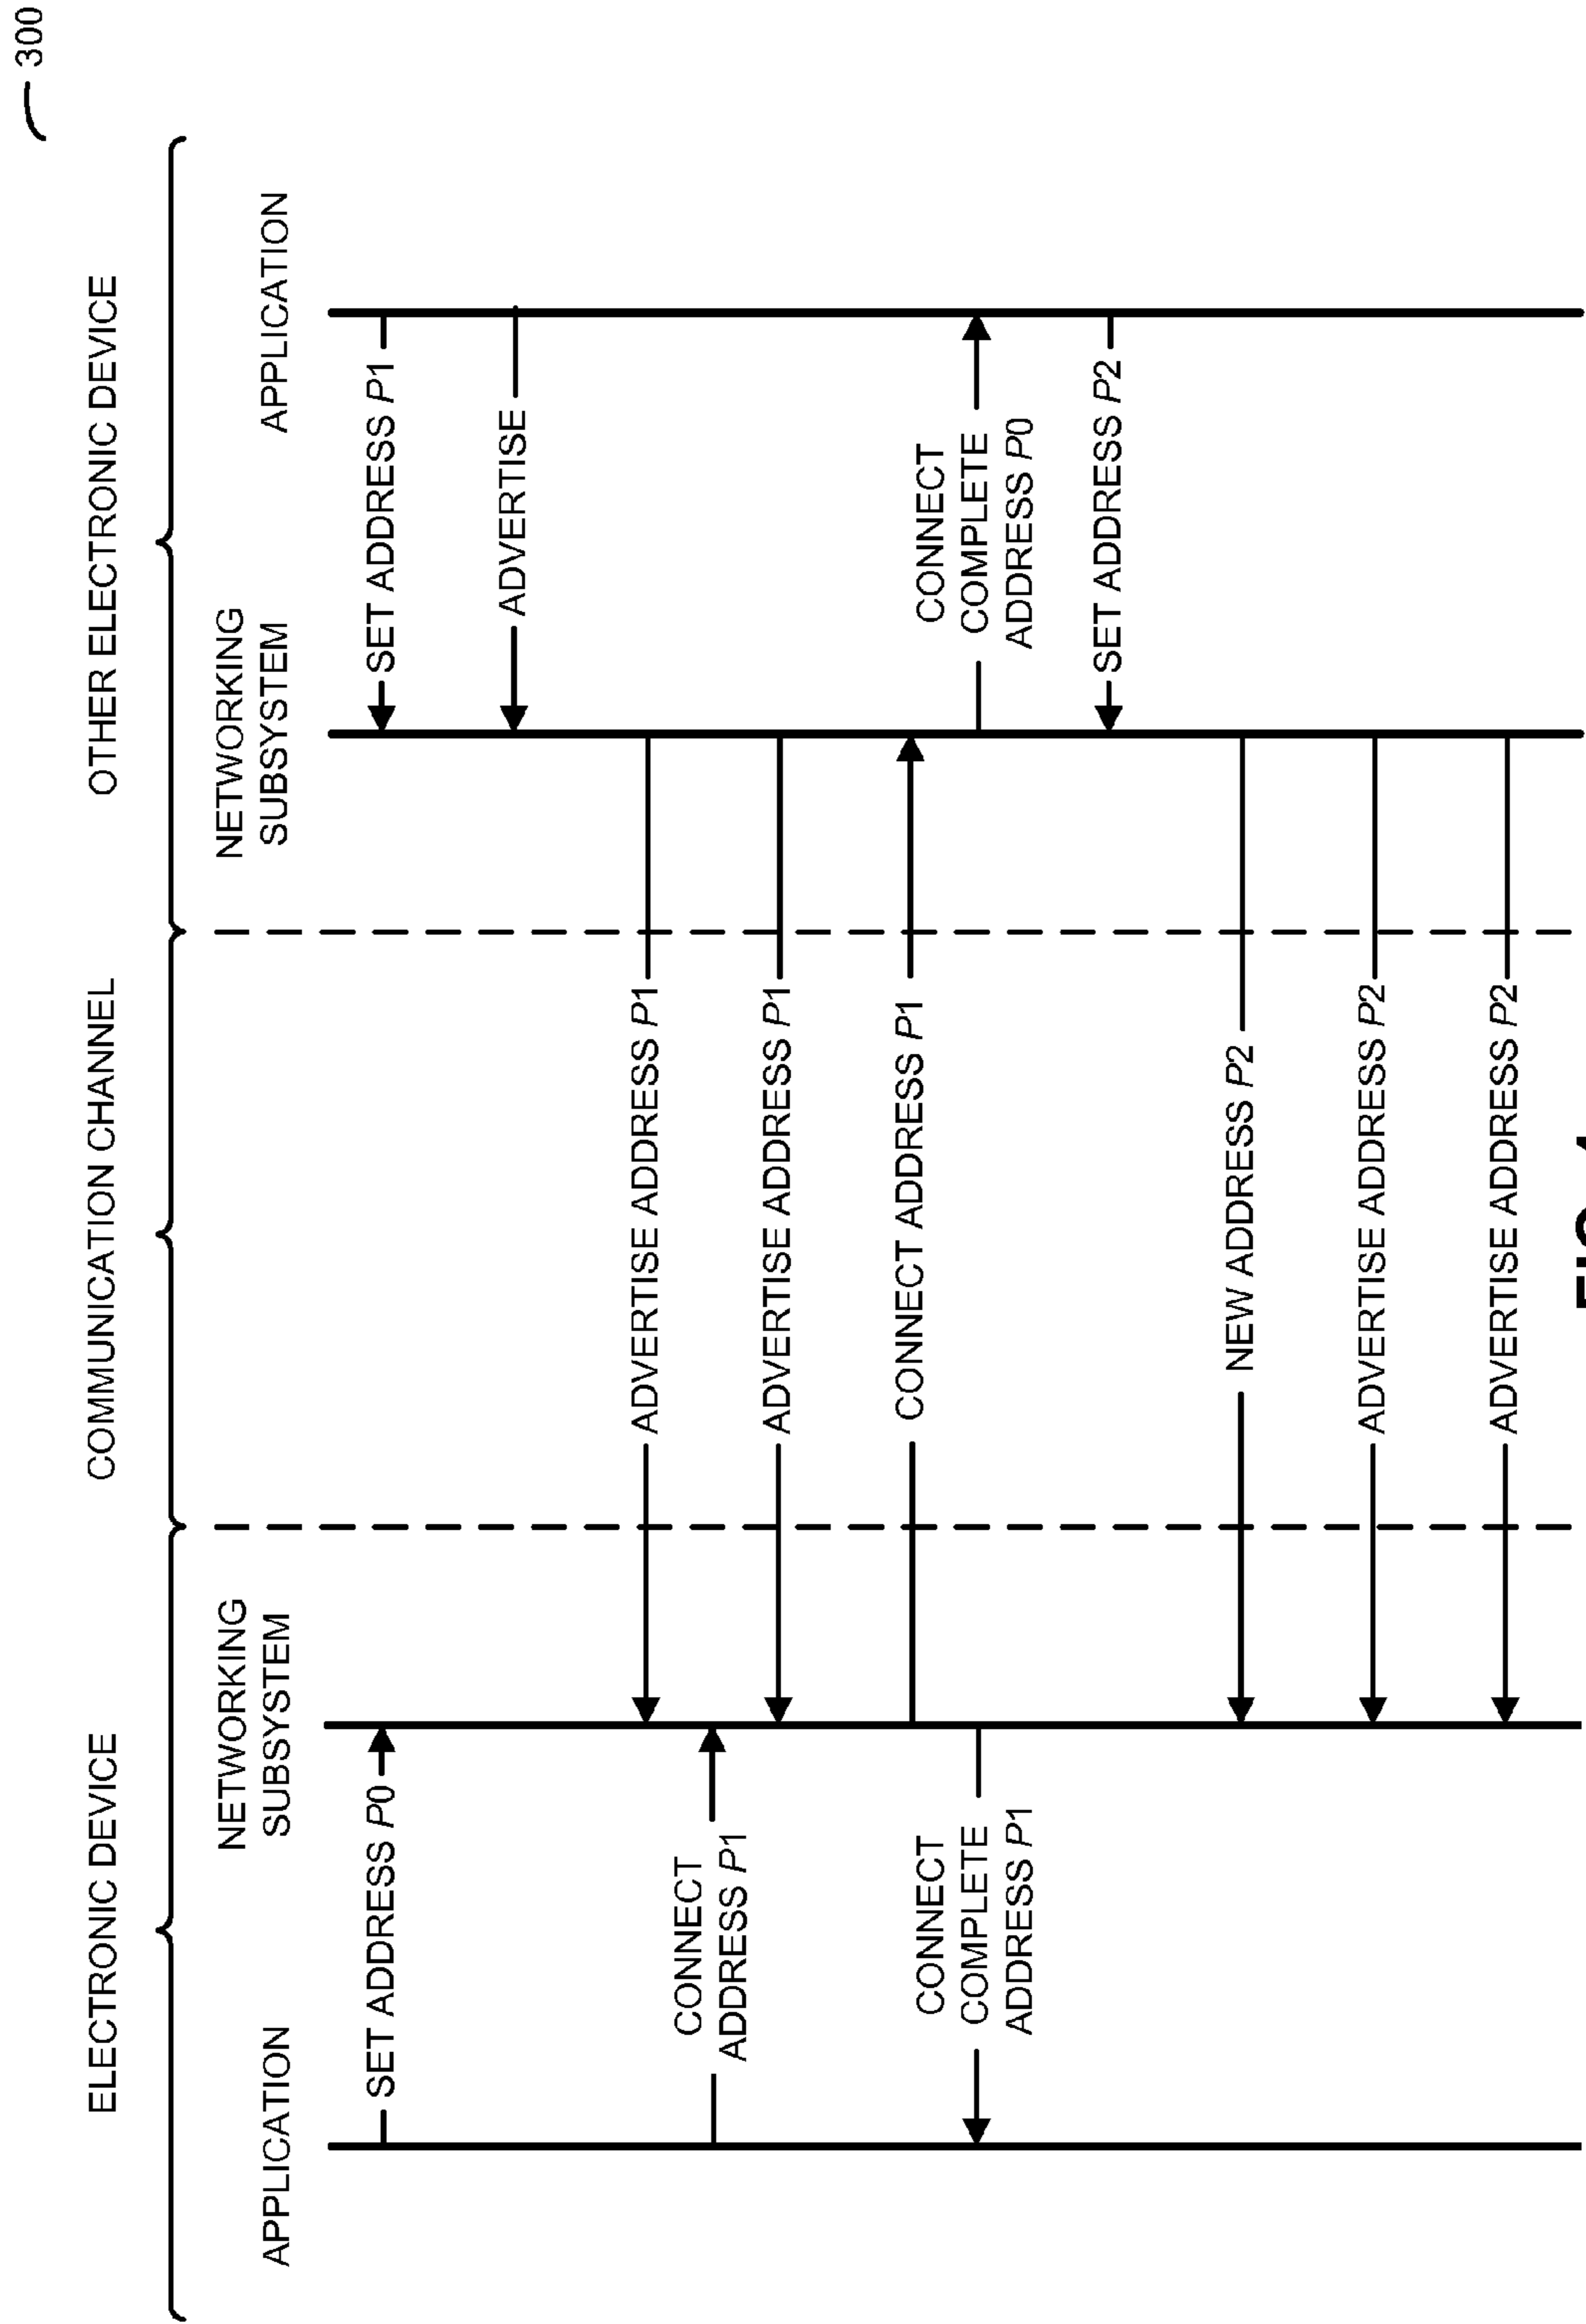 300
ELECTRONIC DEVICE
COMMUNICATION CHANNEL
OTHER ELECTRONIC DEVICE
APPLICATION
NETWORKING
SUBSYSTEM
NETWORKING
SUBSYSTEM
APPLICATION
SET ADDRESS P0
SET ADDRESS P1
ADVERTISE
ADVERTISE ADDRESS P1
CONNECT
ADDRESS P1
ADVERTISE ADDRESS P1
CONNECT ADDRESS P1
CONNECT
COMPLETE
ADDRESS P1
CONNECT
COMPLETE
ADDRESS P0
SET ADDRESS P2
NEW ADDRESS P2
ADVERTISE ADDRESS P2
ADVERTISE ADDRESS P2